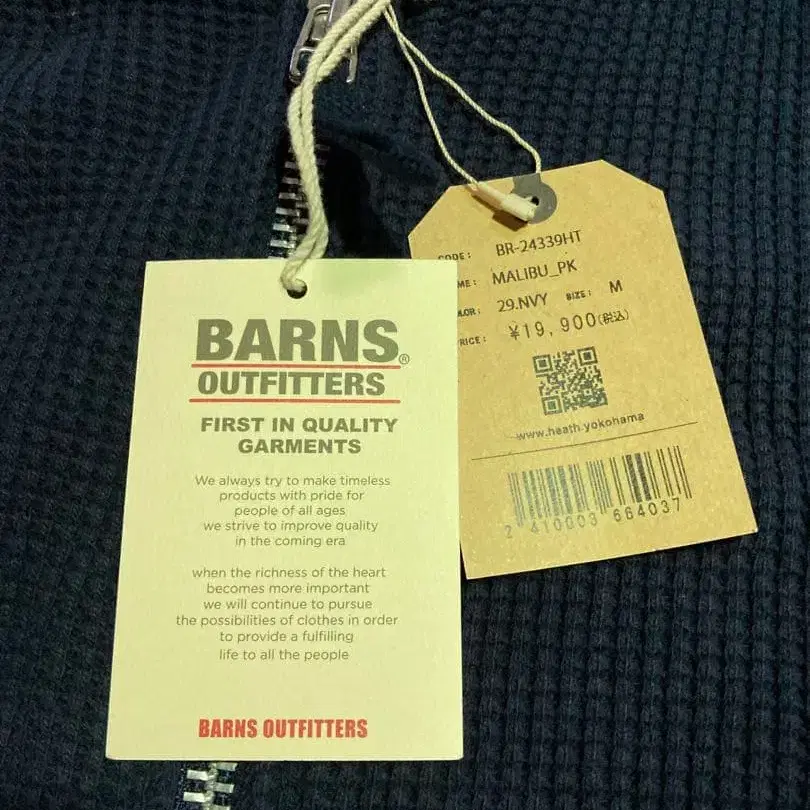 BARNS®
OUTFITTERS
FIRST IN QUALITY
GARMENTS
We always try to make timeless
products with pride for
people of all ages
we strive to improve quality
in the coming era
when the richness of the heart
becomes more important
we will continue to pursue
the possibilities of clothes in order
to provide a fulfilling
life to all the people
BARNS OUTFITTERS
ODE: BR-24339HT
ME: MALIBU_PK
LOR: 29.NVY SIZE: M
RICE: ¥19,900(税込)
www.heath.yokohama
2 410003 664037